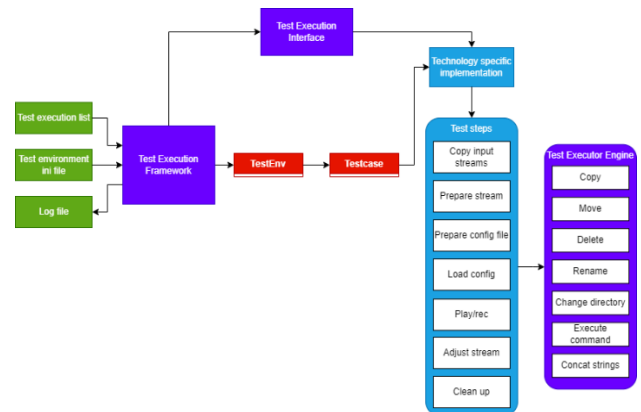 Test Execution
Interface
Technology specific
implementation
Test execution list
Test environment
ini file
Log file
Test Execution
Framework
TestEnv
Testcase
Test steps
Copy input
streams
Prepare stream
Prepare config file
Load config
Play/rec
Adjust stream
Clean up
Test Executor Engine
Copy
Move
Delete
Rename
Change directory
Execute
command
Concat strings